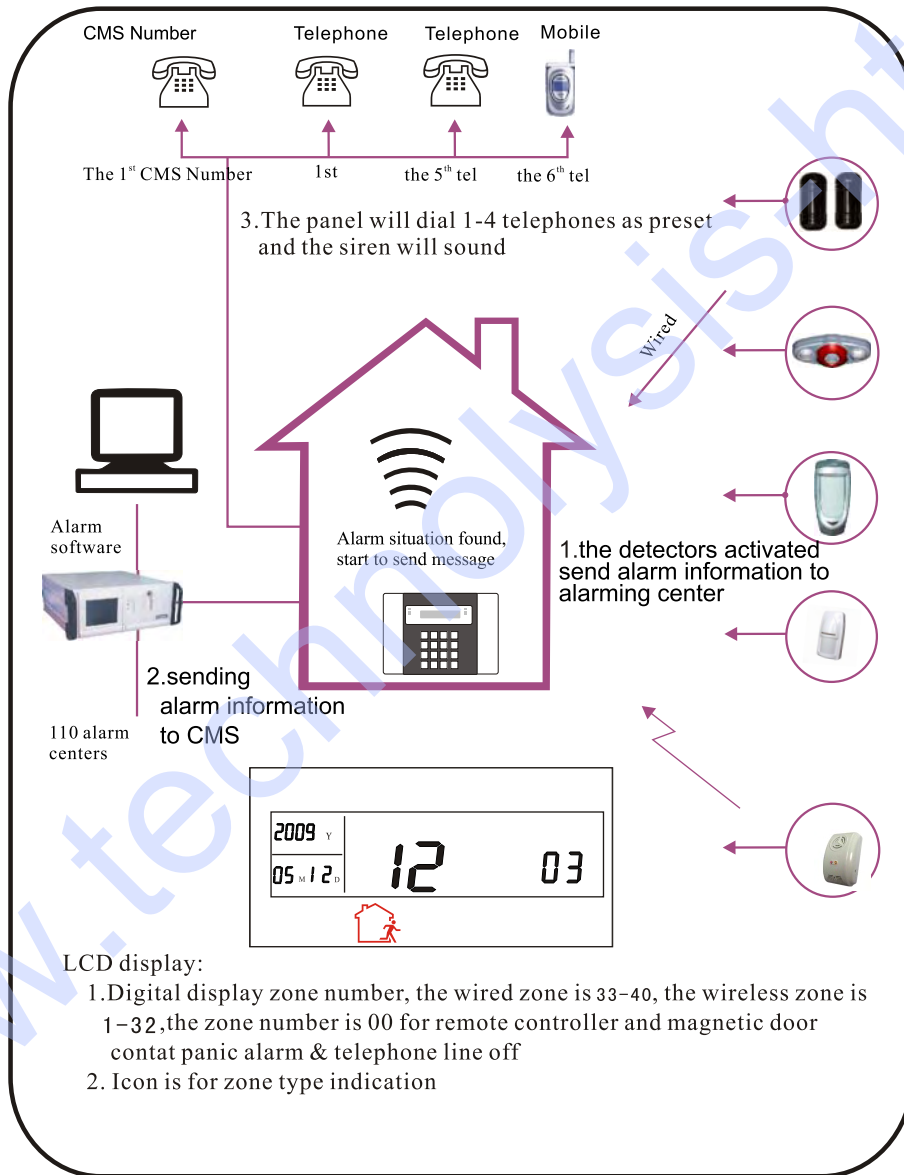 CMS Number
Telephone
Telephone
Mobile
The 1st CMS Number
1st
the 5th tel
the 6th tel
3.The panel will dial 1-4 telephones as preset
and the siren will sound
Wired
Alarm situation found,
start to send message
Alarm
software
1.the detectors activated
send alarm information to
alarming center
2.sending
alarm information
to CMS
110 alarm
centers
2009 Y
05 M 12 D
12
03
LCD display:
1.Digital display zone number, the wired zone is 33-40, the wireless zone is
1-32,the zone number is 00 for remote controller and magnetic door
contat panic alarm & telephone line off
2. Icon is for zone type indication
w.technolysis-ht